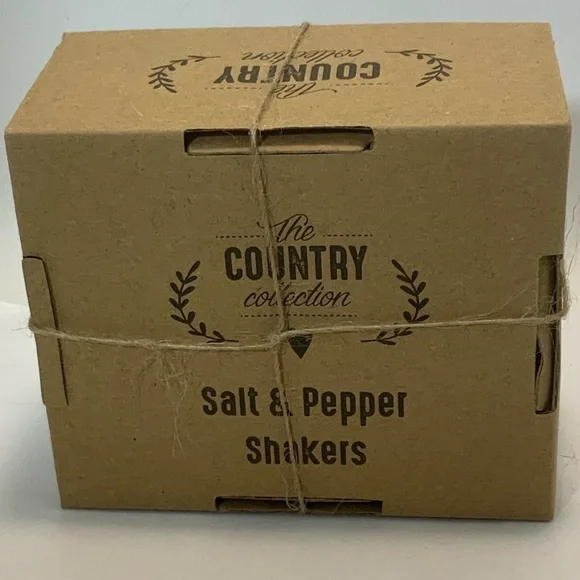 The
COUNTRY
collection
The
COUNTRY
collection
Salt & Pepper
Shakers